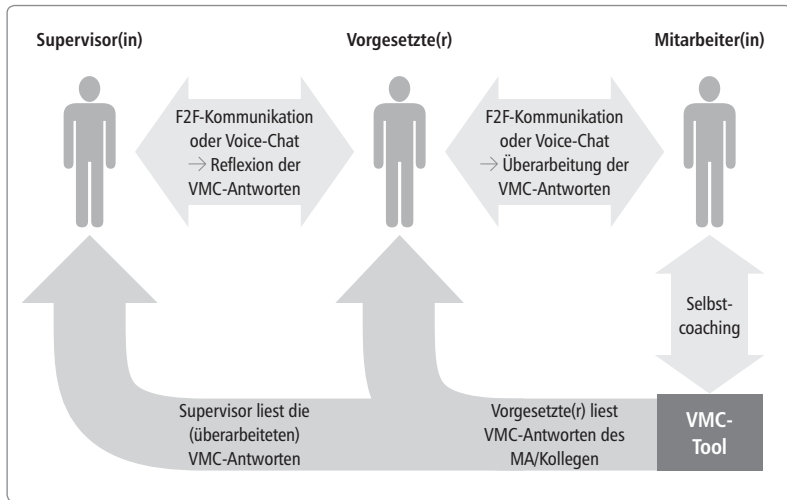 Supervisor(in)
Vorgesetzte(r)
Mitarbeiter(in)
F2F-Kommunikation
oder Voice-Chat
→ Reflexion der
VMC-Antworten
F2F-Kommunikation
oder Voice-Chat
→ Überarbeitung der
VMC-Antworten
Selbst-
coaching
Supervisor liest die
(überarbeiteten)
VMC-Antworten
Vorgesetzte(r) liest
VMC-Antworten des
MA/Kollegen
VMC-
Tool